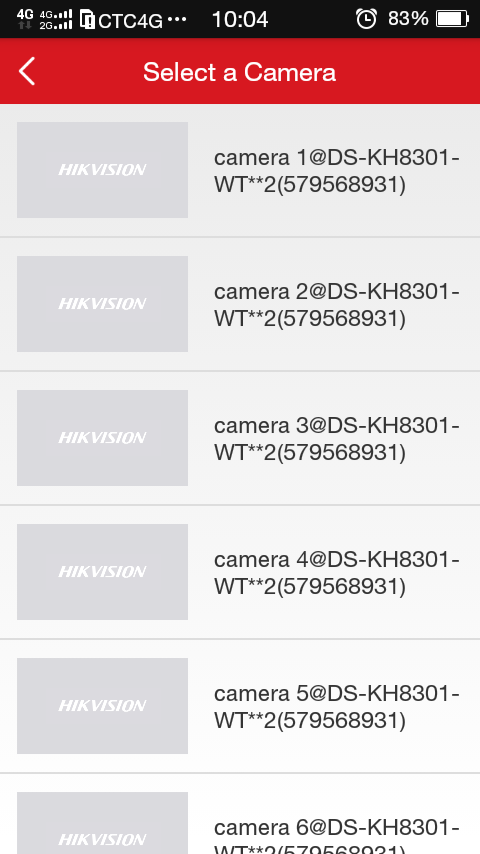 4G 4G 2G CTC4G ··· 10:04 83%
Select a Camera
HIKVISION
camera 1@DS-KH8301-
WT**2(579568931)
HIKVISION
camera 2@DS-KH8301-
WT**2(579568931)
HIKVISION
camera 3@DS-KH8301-
WT**2(579568931)
HIKVISION
camera 4@DS-KH8301-
WT**2(579568931)
HIKVISION
camera 5@DS-KH8301-
WT**2(579568931)
HIKVISION
camera 6@DS-KH8301-
WT**2(579568931)